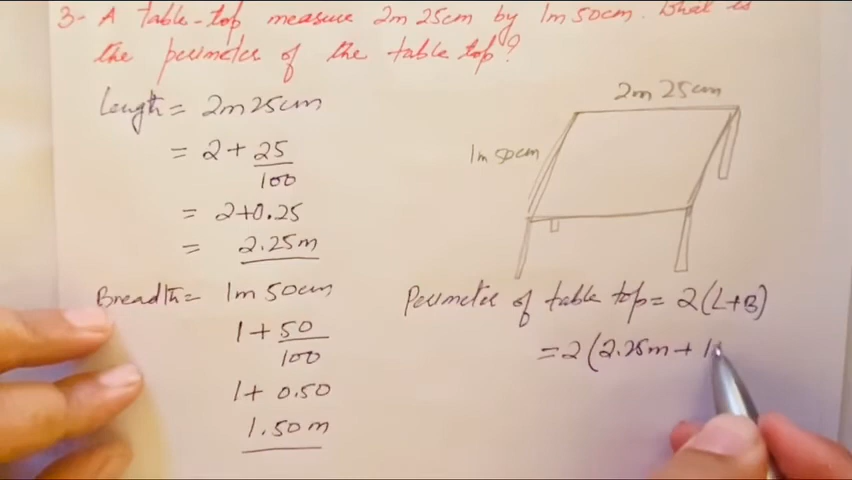 3- A table-top measure 2m 25cm by 1m 50cm. What is
the perimeter of the table top?
Length = 2m 25cm
= 2 + 25/100
= 2+0.25
= 2.25m
Breadth = 1m 50cm
1 + 50/100
1 + 0.50
1.50m
2m 25cm
1m 50cm
Perimeter of table top = 2(L+B)
= 2(2.25m + 1